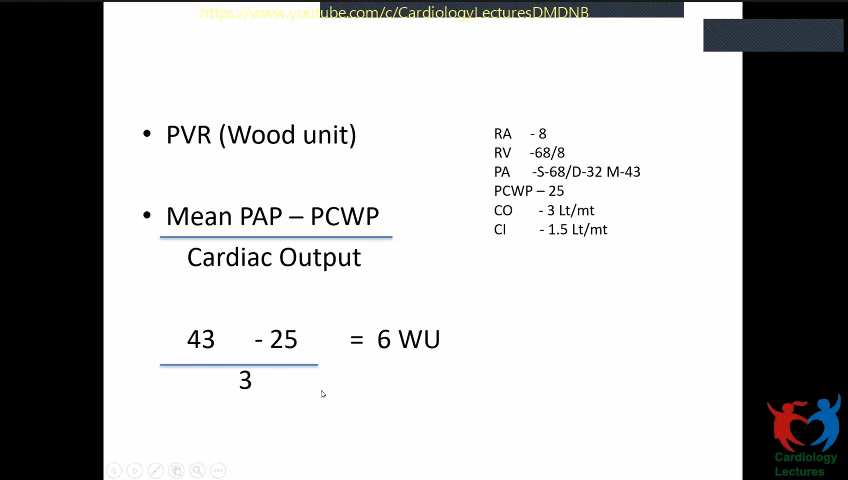 https://www.youtube.com/c/CardiologyLecturesDMDNB
• PVR (Wood unit)
• Mean PAP – PCWP
Cardiac Output
43 - 25 = 6 WU
3
RA - 8
RV -68/8
PA -S-68/D-32 M-43
PCWP – 25
CO - 3 Lt/mt
CI - 1.5 Lt/mt
Cardiology
Lectures